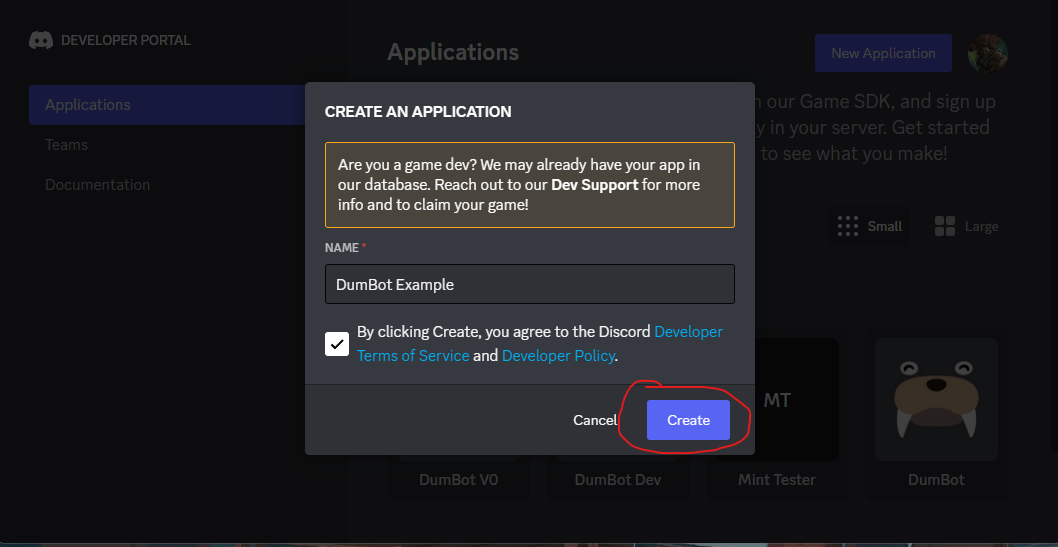 DEVELOPER PORTAL
Applications
Teams
Documentation
Applications
New Application
our Game SDK, and sign up
in your server. Get started
to see what you make!
Small
Large
CREATE AN APPLICATION
Are you a game dev? We may already have your app in
our database. Reach out to our Dev Support for more
info and to claim your game!
NAME *
DumBot Example
By clicking Create, you agree to the Discord Developer
Terms of Service and Developer Policy.
Cancel
Create
MT
DumBot V0
DumBot Dev
Mint Tester
DumBot